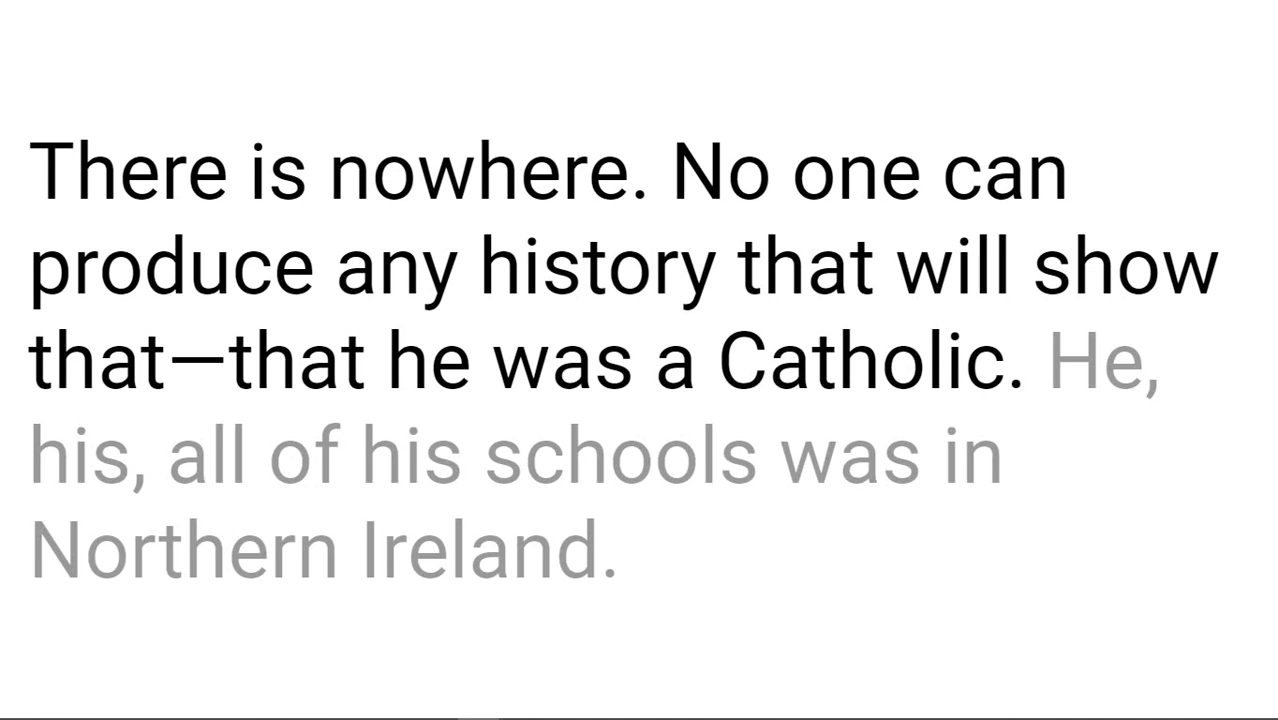 There is nowhere. No one can
produce any history that will show
that—that he was a Catholic. He,
his, all of his schools was in
Northern Ireland.